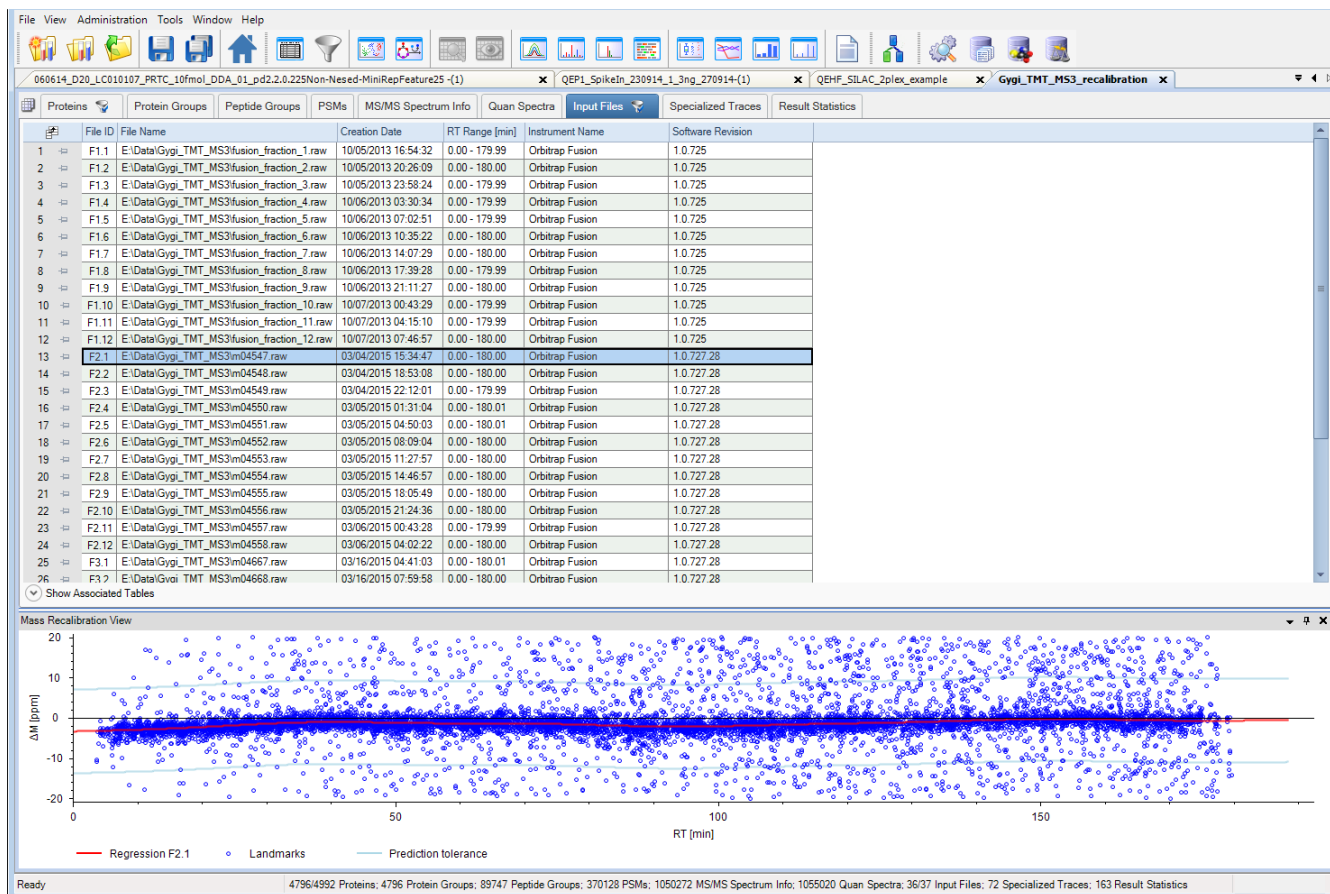 File View Administration Tools Window Help
060614_D20_LC010107_PRTC_10fmol_DDA_01_pd2.2.0.225Non-Nesed-MiniRepFeature25 -(1) x QEP1_SpikeIn_230914_1_3ng_270914-(1) x QEHF_SILAC_2plex_example x Gygi_TMT_MS3_recalibration x
Proteins Protein Groups Peptide Groups PSMs MS/MS Spectrum Info Quan Spectra Input Files Specialized Traces Result Statistics
File ID File Name Creation Date RT Range [min] Instrument Name Software Revision
1 F1.1 E:\Data\Gygi_TMT_MS3\fusion_fraction_1.raw 10/05/2013 16:54:32 0.00 - 179.99 Orbitrap Fusion 1.0.725
2 F1.2 E:\Data\Gygi_TMT_MS3\fusion_fraction_2.raw 10/05/2013 20:26:09 0.00 - 180.00 Orbitrap Fusion 1.0.725
3 F1.3 E:\Data\Gygi_TMT_MS3\fusion_fraction_3.raw 10/05/2013 23:58:24 0.00 - 179.99 Orbitrap Fusion 1.0.725
4 F1.4 E:\Data\Gygi_TMT_MS3\fusion_fraction_4.raw 10/06/2013 03:30:34 0.00 - 179.99 Orbitrap Fusion 1.0.725
5 F1.5 E:\Data\Gygi_TMT_MS3\fusion_fraction_5.raw 10/06/2013 07:02:51 0.00 - 179.99 Orbitrap Fusion 1.0.725
6 F1.6 E:\Data\Gygi_TMT_MS3\fusion_fraction_6.raw 10/06/2013 10:35:22 0.00 - 180.00 Orbitrap Fusion 1.0.725
7 F1.7 E:\Data\Gygi_TMT_MS3\fusion_fraction_7.raw 10/06/2013 14:07:29 0.00 - 180.00 Orbitrap Fusion 1.0.725
8 F1.8 E:\Data\Gygi_TMT_MS3\fusion_fraction_8.raw 10/06/2013 17:39:28 0.00 - 179.99 Orbitrap Fusion 1.0.725
9 F1.9 E:\Data\Gygi_TMT_MS3\fusion_fraction_9.raw 10/06/2013 21:11:27 0.00 - 180.00 Orbitrap Fusion 1.0.725
10 F1.10 E:\Data\Gygi_TMT_MS3\fusion_fraction_10.raw 10/07/2013 00:43:29 0.00 - 179.99 Orbitrap Fusion 1.0.725
11 F1.11 E:\Data\Gygi_TMT_MS3\fusion_fraction_11.raw 10/07/2013 04:15:10 0.00 - 179.99 Orbitrap Fusion 1.0.725
12 F1.12 E:\Data\Gygi_TMT_MS3\fusion_fraction_12.raw 10/07/2013 07:46:57 0.00 - 180.00 Orbitrap Fusion 1.0.725
13 F2.1 E:\Data\Gygi_TMT_MS3\m04547.raw 03/04/2015 15:34:47 0.00 - 180.00 Orbitrap Fusion 1.0.727.28
14 F2.2 E:\Data\Gygi_TMT_MS3\m04548.raw 03/04/2015 18:53:08 0.00 - 180.00 Orbitrap Fusion 1.0.727.28
15 F2.3 E:\Data\Gygi_TMT_MS3\m04549.raw 03/04/2015 22:12:01 0.00 - 179.99 Orbitrap Fusion 1.0.727.28
16 F2.4 E:\Data\Gygi_TMT_MS3\m04550.raw 03/05/2015 01:31:04 0.00 - 180.01 Orbitrap Fusion 1.0.727.28
17 F2.5 E:\Data\Gygi_TMT_MS3\m04551.raw 03/05/2015 04:50:03 0.00 - 180.01 Orbitrap Fusion 1.0.727.28
18 F2.6 E:\Data\Gygi_TMT_MS3\m04552.raw 03/05/2015 08:09:04 0.00 - 180.00 Orbitrap Fusion 1.0.727.28
19 F2.7 E:\Data\Gygi_TMT_MS3\m04553.raw 03/05/2015 11:27:57 0.00 - 180.00 Orbitrap Fusion 1.0.727.28
20 F2.8 E:\Data\Gygi_TMT_MS3\m04554.raw 03/05/2015 14:46:57 0.00 - 180.00 Orbitrap Fusion 1.0.727.28
21 F2.9 E:\Data\Gygi_TMT_MS3\m04555.raw 03/05/2015 18:05:49 0.00 - 180.00 Orbitrap Fusion 1.0.727.28
22 F2.10 E:\Data\Gygi_TMT_MS3\m04556.raw 03/05/2015 21:24:36 0.00 - 180.00 Orbitrap Fusion 1.0.727.28
23 F2.11 E:\Data\Gygi_TMT_MS3\m04557.raw 03/06/2015 00:43:28 0.00 - 179.99 Orbitrap Fusion 1.0.727.28
24 F2.12 E:\Data\Gygi_TMT_MS3\m04558.raw 03/06/2015 04:02:22 0.00 - 180.00 Orbitrap Fusion 1.0.727.28
25 F3.1 E:\Data\Gygi_TMT_MS3\m04667.raw 03/16/2015 04:41:03 0.00 - 180.01 Orbitrap Fusion 1.0.727.28
26 F3.2 E:\Data\Gygi_TMT_MS3\m04668.raw 03/16/2015 07:59:58 0.00 - 180.00 Orbitrap Fusion 1.0.727.28
Show Associated Tables
Mass Recalibration View
20
10
0
-10
-20
ΔM [ppm]
0 50 100 150
RT [min]
Regression F2.1 Landmarks Prediction tolerance
Ready 4796/4992 Proteins; 4796 Protein Groups; 89747 Peptide Groups; 370128 PSMs; 1050272 MS/MS Spectrum Info; 1055020 Quan Spectra; 36/37 Input Files; 72 Specialized Traces; 163 Result Statistics